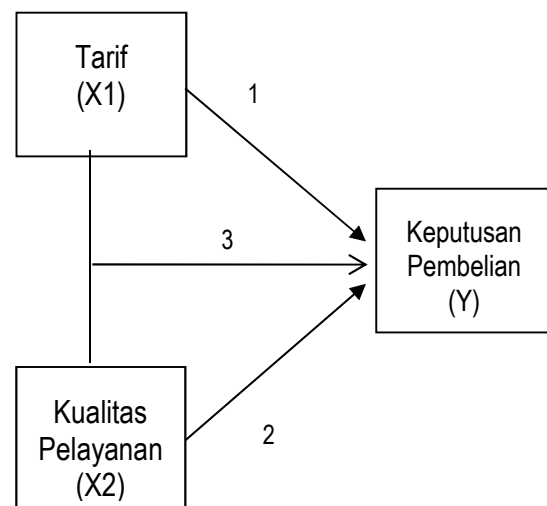 Tarif
(X1)
1
3
Keputusan
Pembelian
(Y)
Kualitas
Pelayanan
(X2)
2